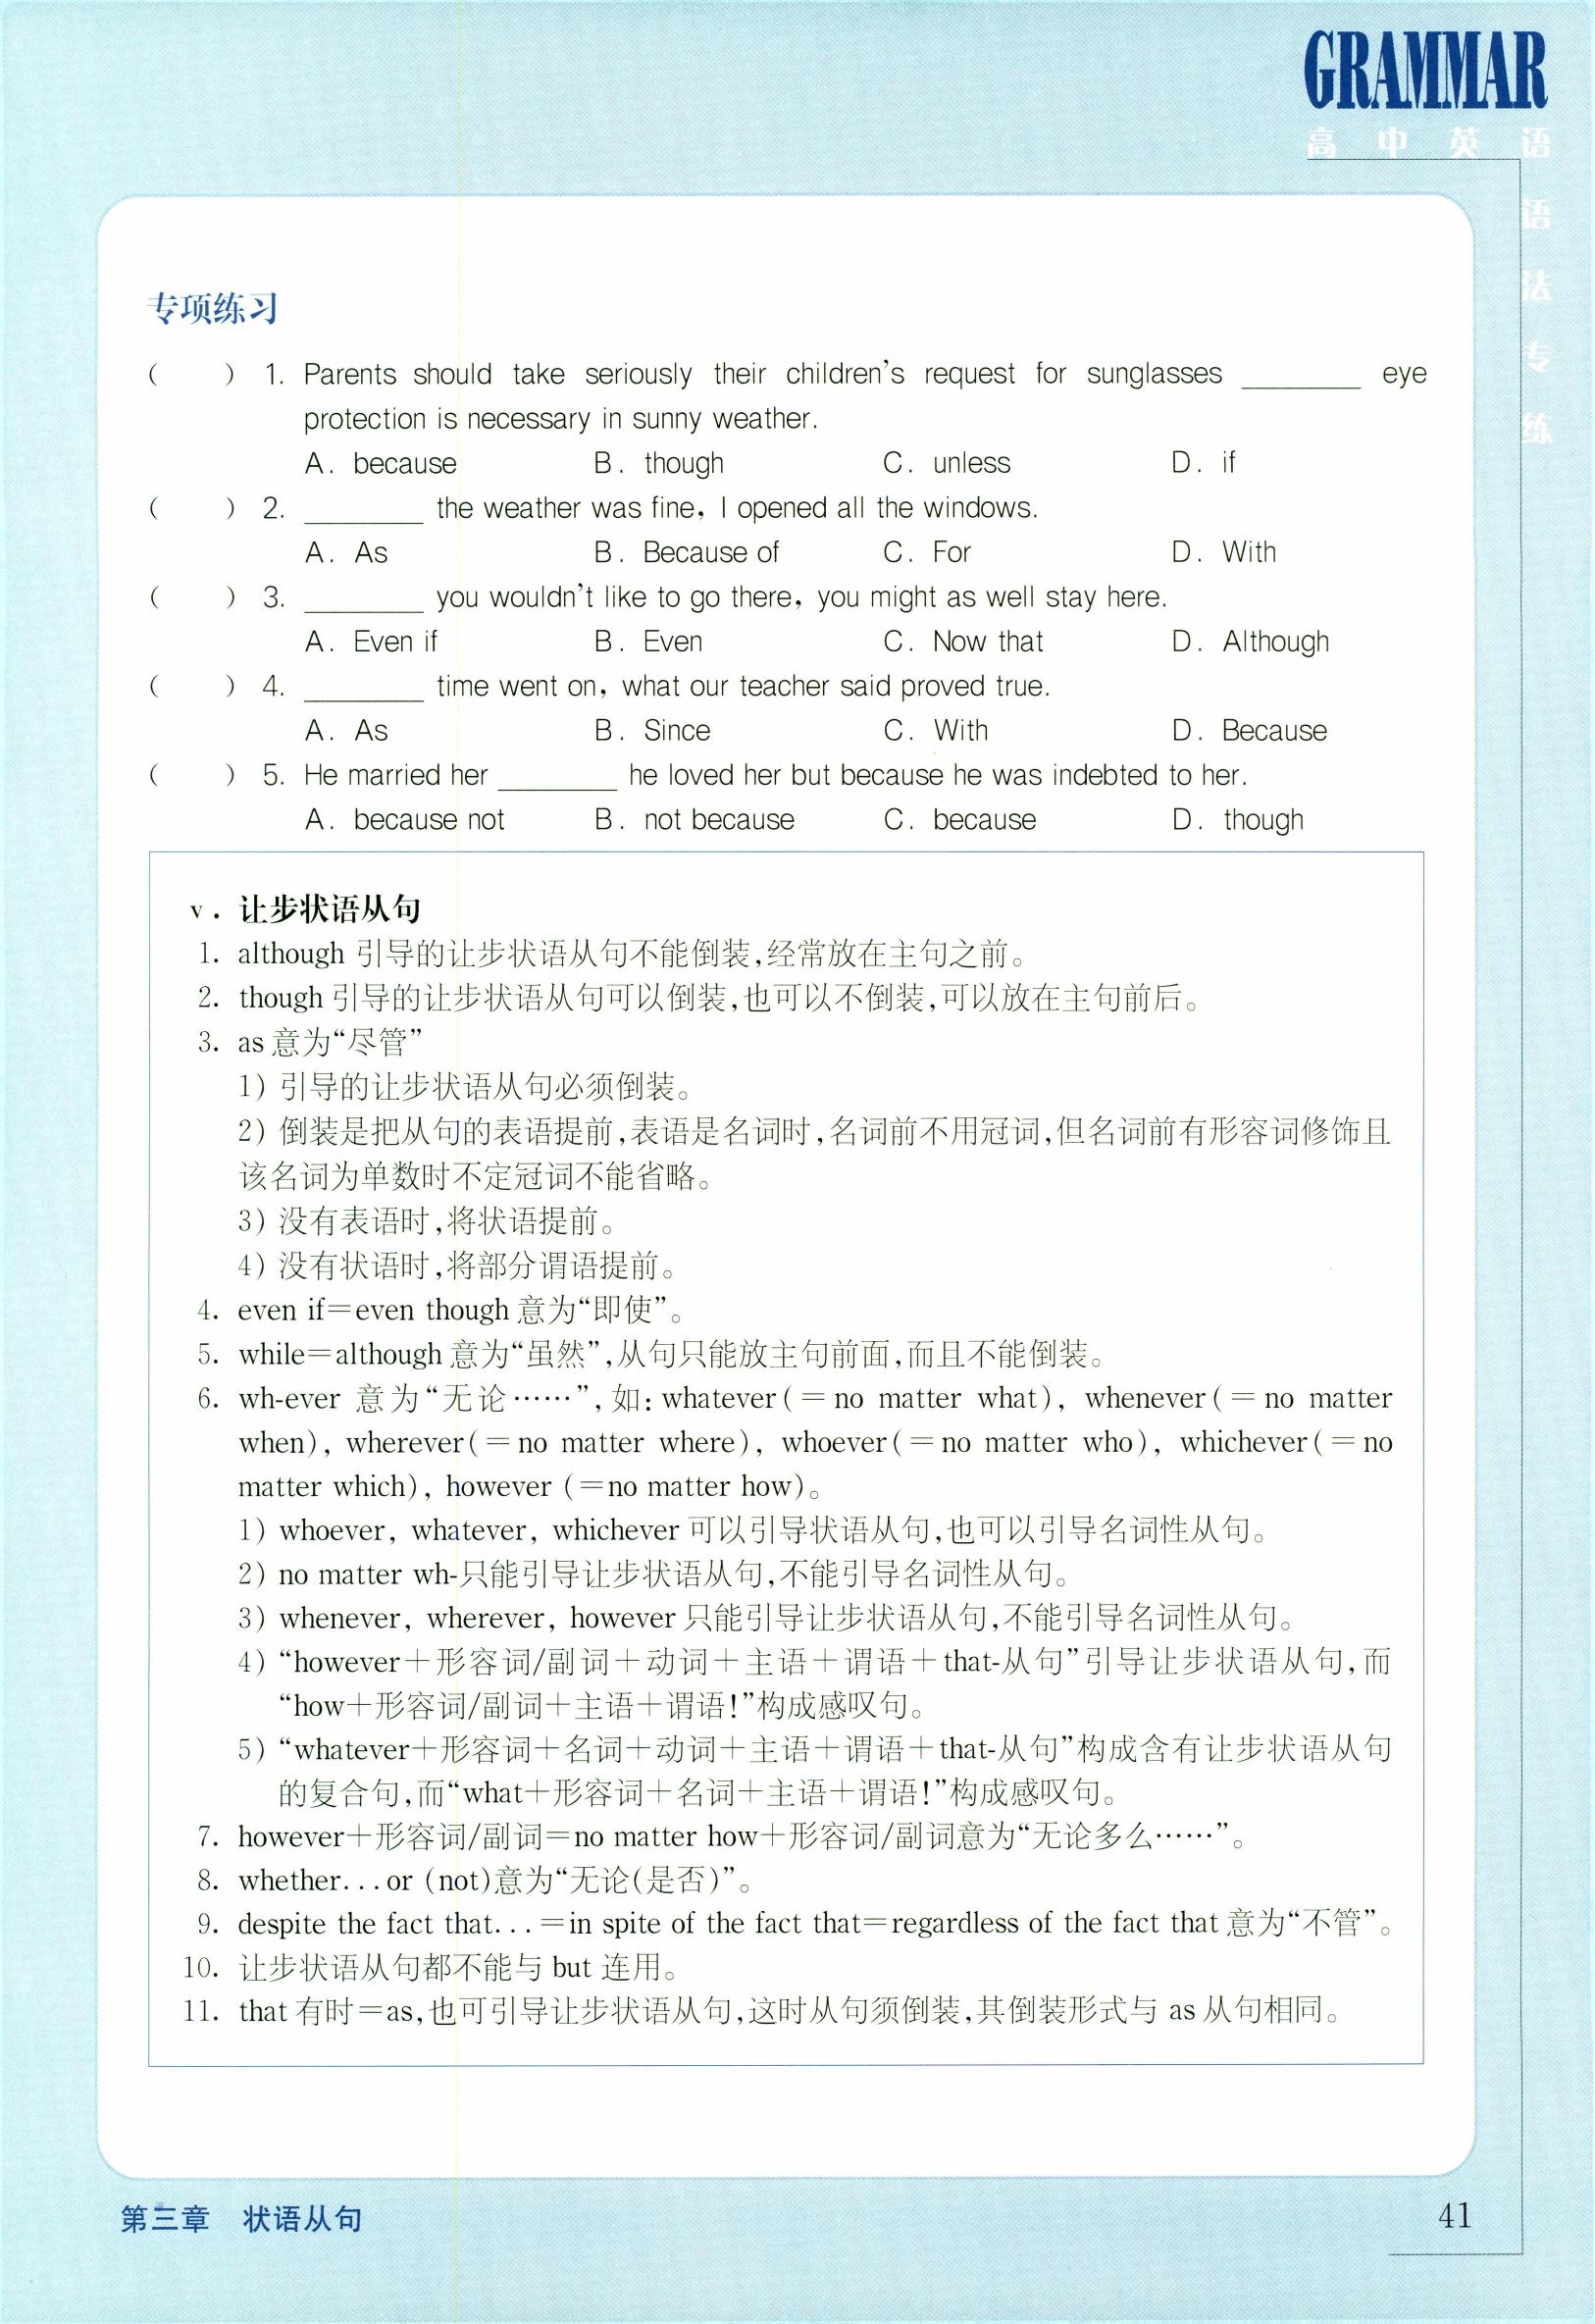 GRAMMAR
高中英语
语法专练
专项练习
(    ) 1. Parents should take seriously their children's request for sunglasses ________ eye
protection is necessary in sunny weather.
A. because B. though C. unless D. if
(    ) 2. ________ the weather was fine, I opened all the windows.
A. As B. Because of C. For D. With
(    ) 3. ________ you wouldn't like to go there, you might as well stay here.
A. Even if B. Even C. Now that D. Although
(    ) 4. ________ time went on, what our teacher said proved true.
A. As B. Since C. With D. Because
(    ) 5. He married her ________ he loved her but because he was indebted to her.
A. because not B. not because C. because D. though
v. 让步状语从句
1. although 引导的让步状语从句不能倒装,经常放在主句之前。
2. though 引导的让步状语从句可以倒装,也可以不倒装,可以放在主句前后。
3. as 意为“尽管”
1) 引导的让步状语从句必须倒装。
2) 倒装是把从句的表语提前,表语是名词时,名词前不用冠词,但名词前有形容词修饰且
该名词为单数时不定冠词不能省略。
3) 没有表语时,将状语提前。
4) 没有状语时,将部分谓语提前。
4. even if=even though 意为“即使”。
5. while=although 意为“虽然”,从句只能放主句前面,而且不能倒装。
6. wh-ever 意为“无论……”,如: whatever(=no matter what), whenever(=no matter
when), wherever(=no matter where), whoever(=no matter who), whichever(=no
matter which), however (=no matter how)。
1) whoever, whatever, whichever 可以引导状语从句,也可以引导名词性从句。
2) no matter wh-只能引导让步状语从句,不能引导名词性从句。
3) whenever, wherever, however 只能引导让步状语从句,不能引导名词性从句。
4) “however+形容词/副词+动词+主语+谓语+that-从句”引导让步状语从句,而
“how+形容词/副词+主语+谓语!”构成感叹句。
5) “whatever+形容词+名词+动词+主语+谓语+that-从句”构成含有让步状语从句
的复合句,而“what+形容词+名词+主语+谓语!”构成感叹句。
7. however+形容词/副词=no matter how+形容词/副词意为“无论多么……”。
8. whether...or (not)意为“无论(是否)”。
9. despite the fact that...=in spite of the fact that=regardless of the fact that 意为“不管”。
10. 让步状语从句都不能与 but 连用。
11. that 有时=as,也可引导让步状语从句,这时从句须倒装,其倒装形式与 as 从句相同。
第三章 状语从句
41